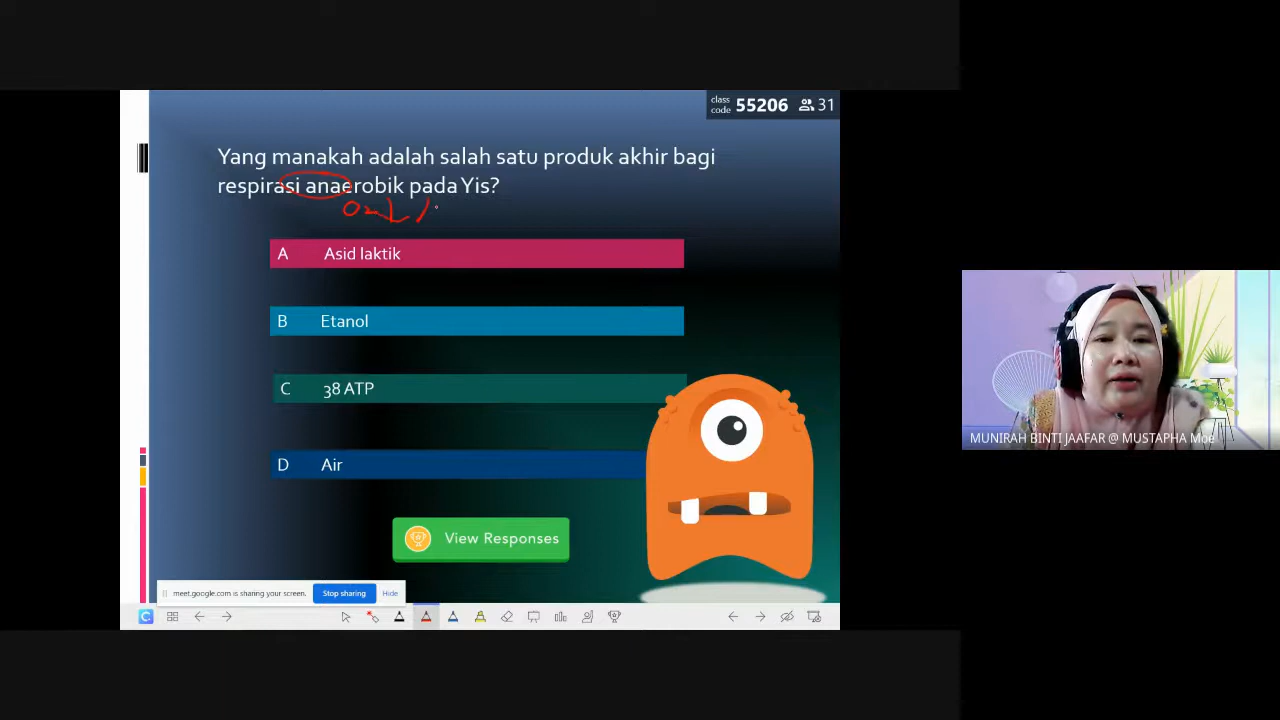 class code 55206 31
Yang manakah adalah salah satu produk akhir bagi
respirasi anaerobik pada Yis?
A Asid laktik
B Etanol
C 38 ATP
D Air
View Responses
MUNIRAH BINTI JAAFAR @ MUSTAPHA Moe
meet.google.com is sharing your screen. Stop sharing Hide